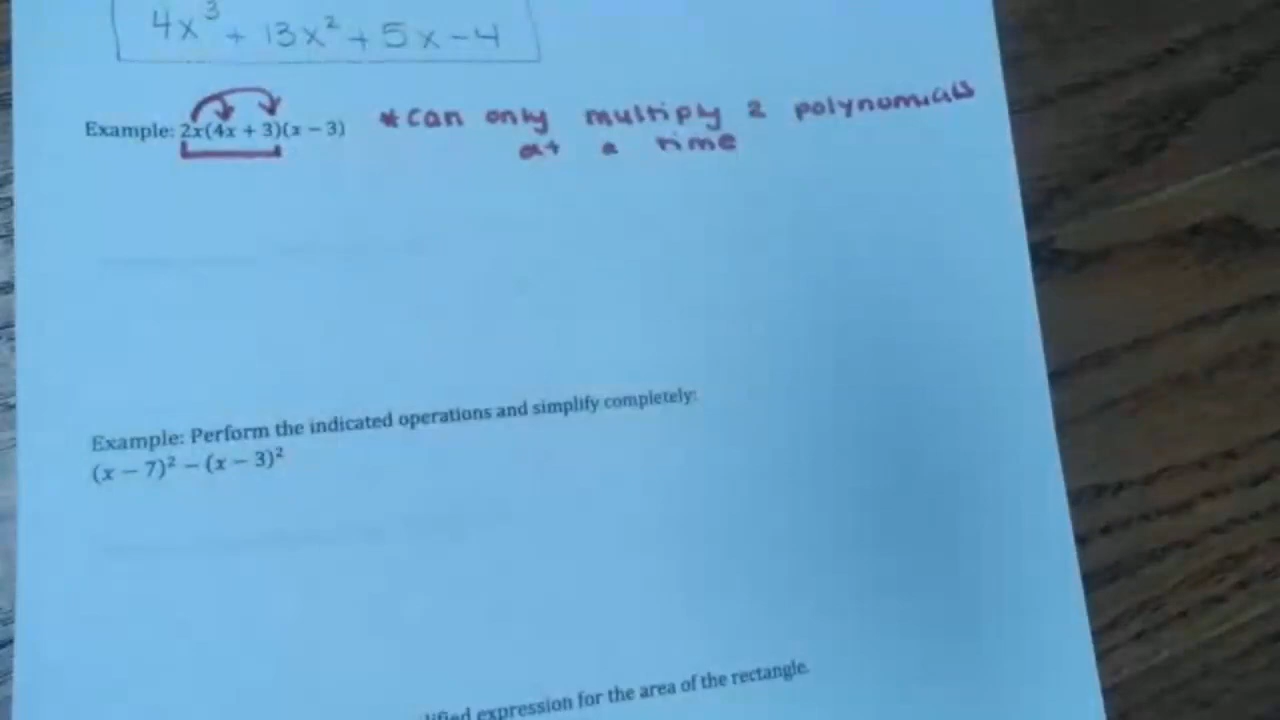 4x³ + 13x² + 5x - 4
Example: 2x(4x + 3)(x − 3) *can only multiply 2 polynomials
at a time
Example: Perform the indicated operations and simplify completely:
(x − 7)² − (x − 3)²
expression for the area of the rectangle.